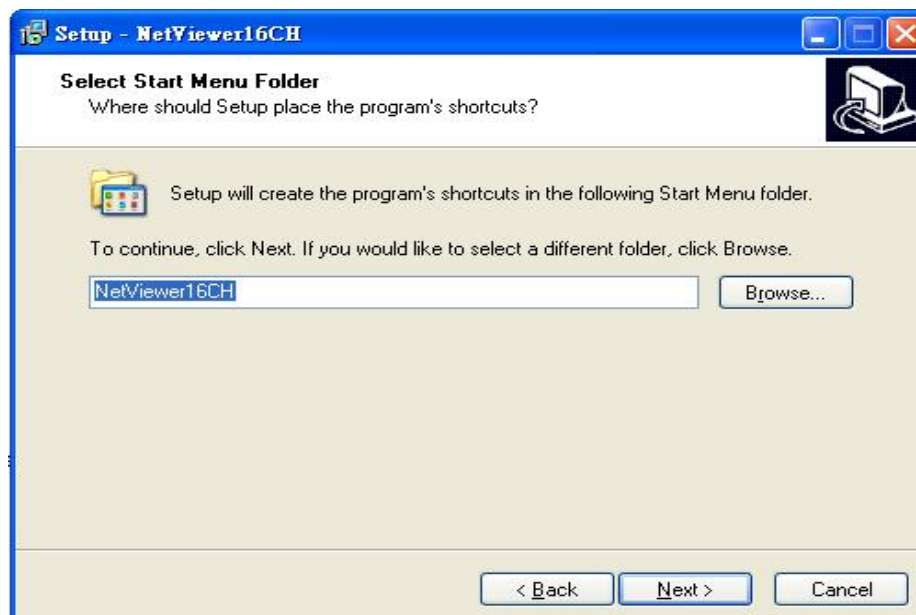 Setup - NetViewer16CH
Select Start Menu Folder
Where should Setup place the program's shortcuts?
Setup will create the program's shortcuts in the following Start Menu folder.
To continue, click Next. If you would like to select a different folder, click Browse.
NetViewer16CH
Browse...
< Back
Next >
Cancel